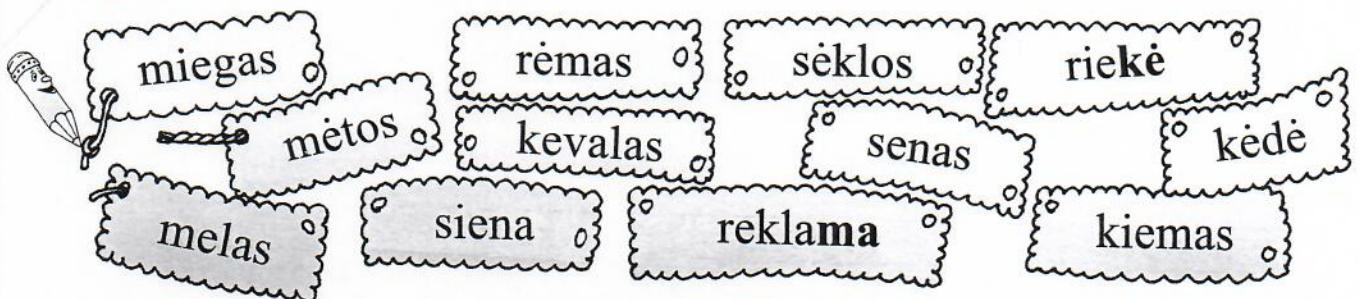 miegas rėmas sėklos riekė
mėtos kevalas senas kėdė
melas siena reklama kiemas